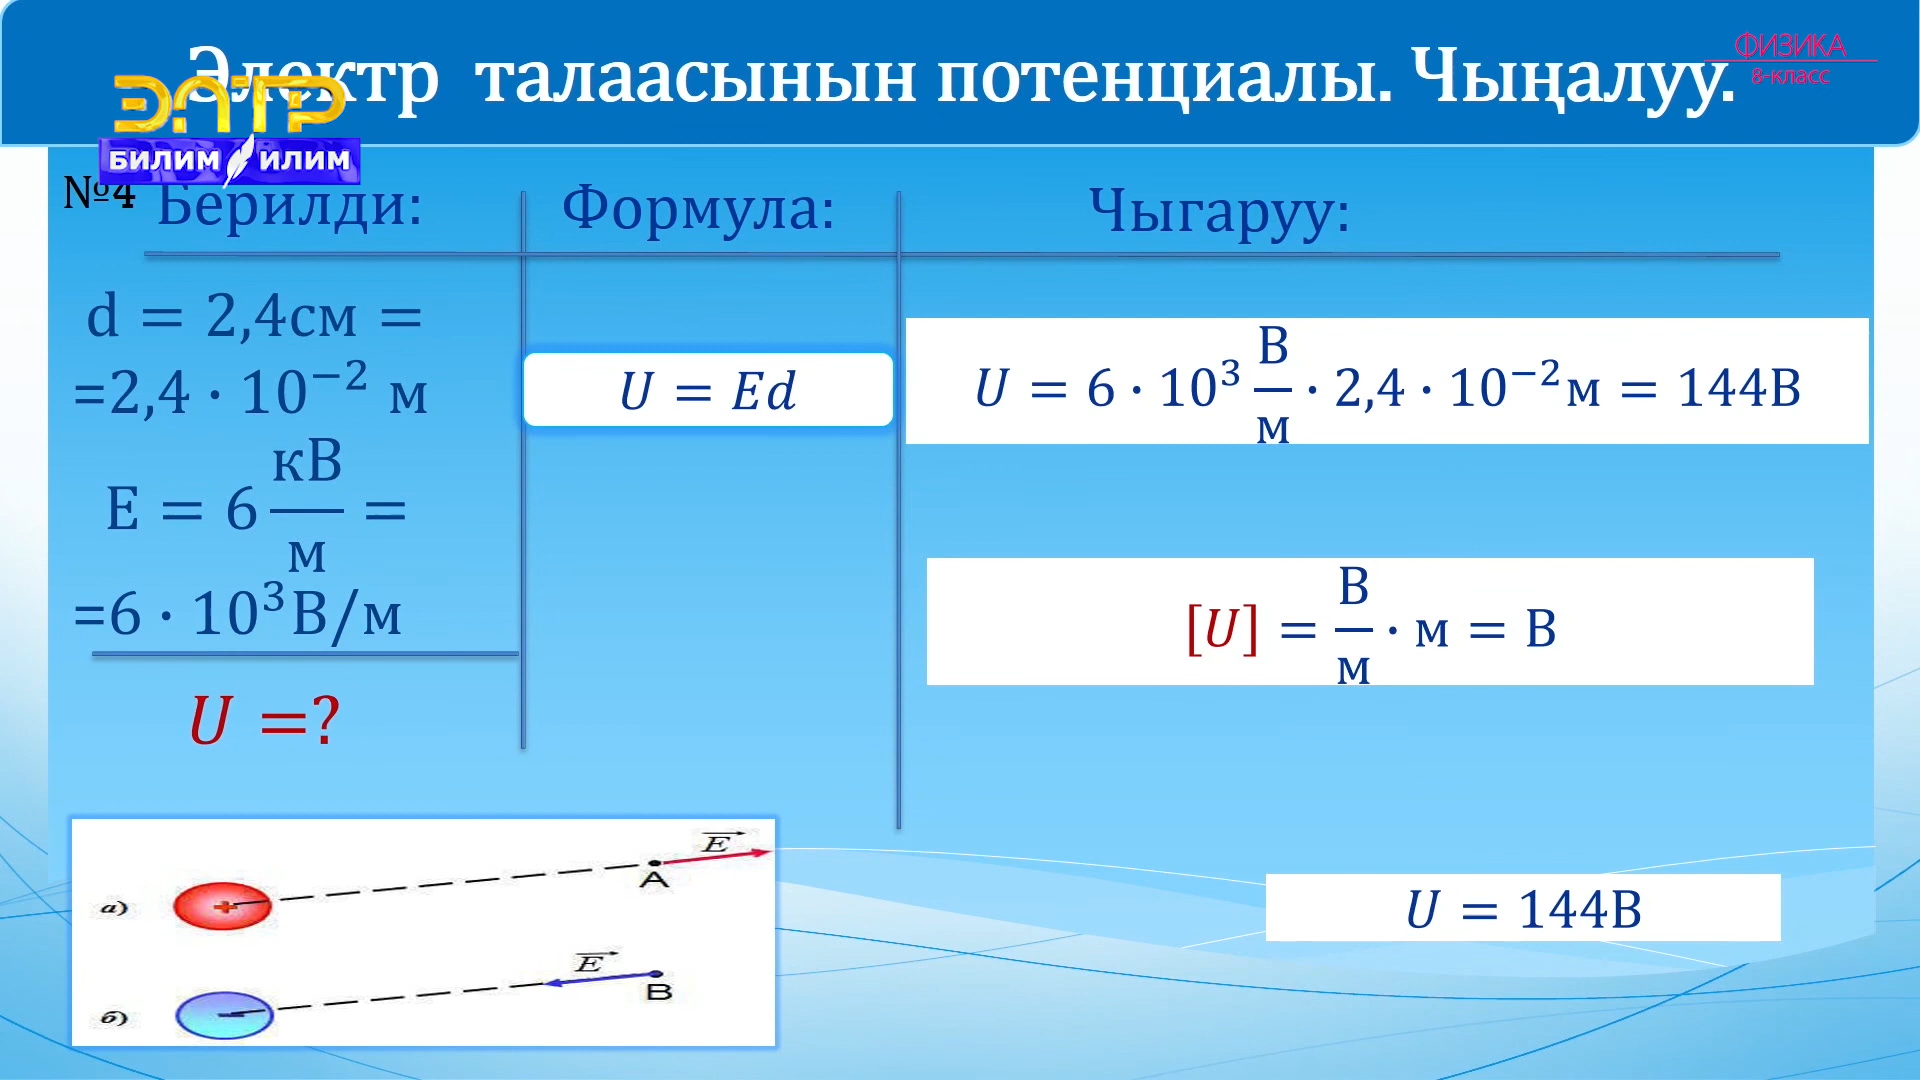 Электр талаасынын потенциалы. Чыңалуу.
ФИЗИКА
8-класс
ЭЛТР
БИЛИМ ИЛИМ
№4
Берилди:
Формула:
Чыгаруу:
d = 2,4см =
=2,4 · 10⁻² м
E = 6 кВ/м =
=6 · 10³В/м
U =?
U = Ed
U = 6 · 10³ В/м · 2,4 · 10⁻²м = 144В
[U] = В/м · м = В
U = 144В
а)
+
A
E
б)
−
B
E